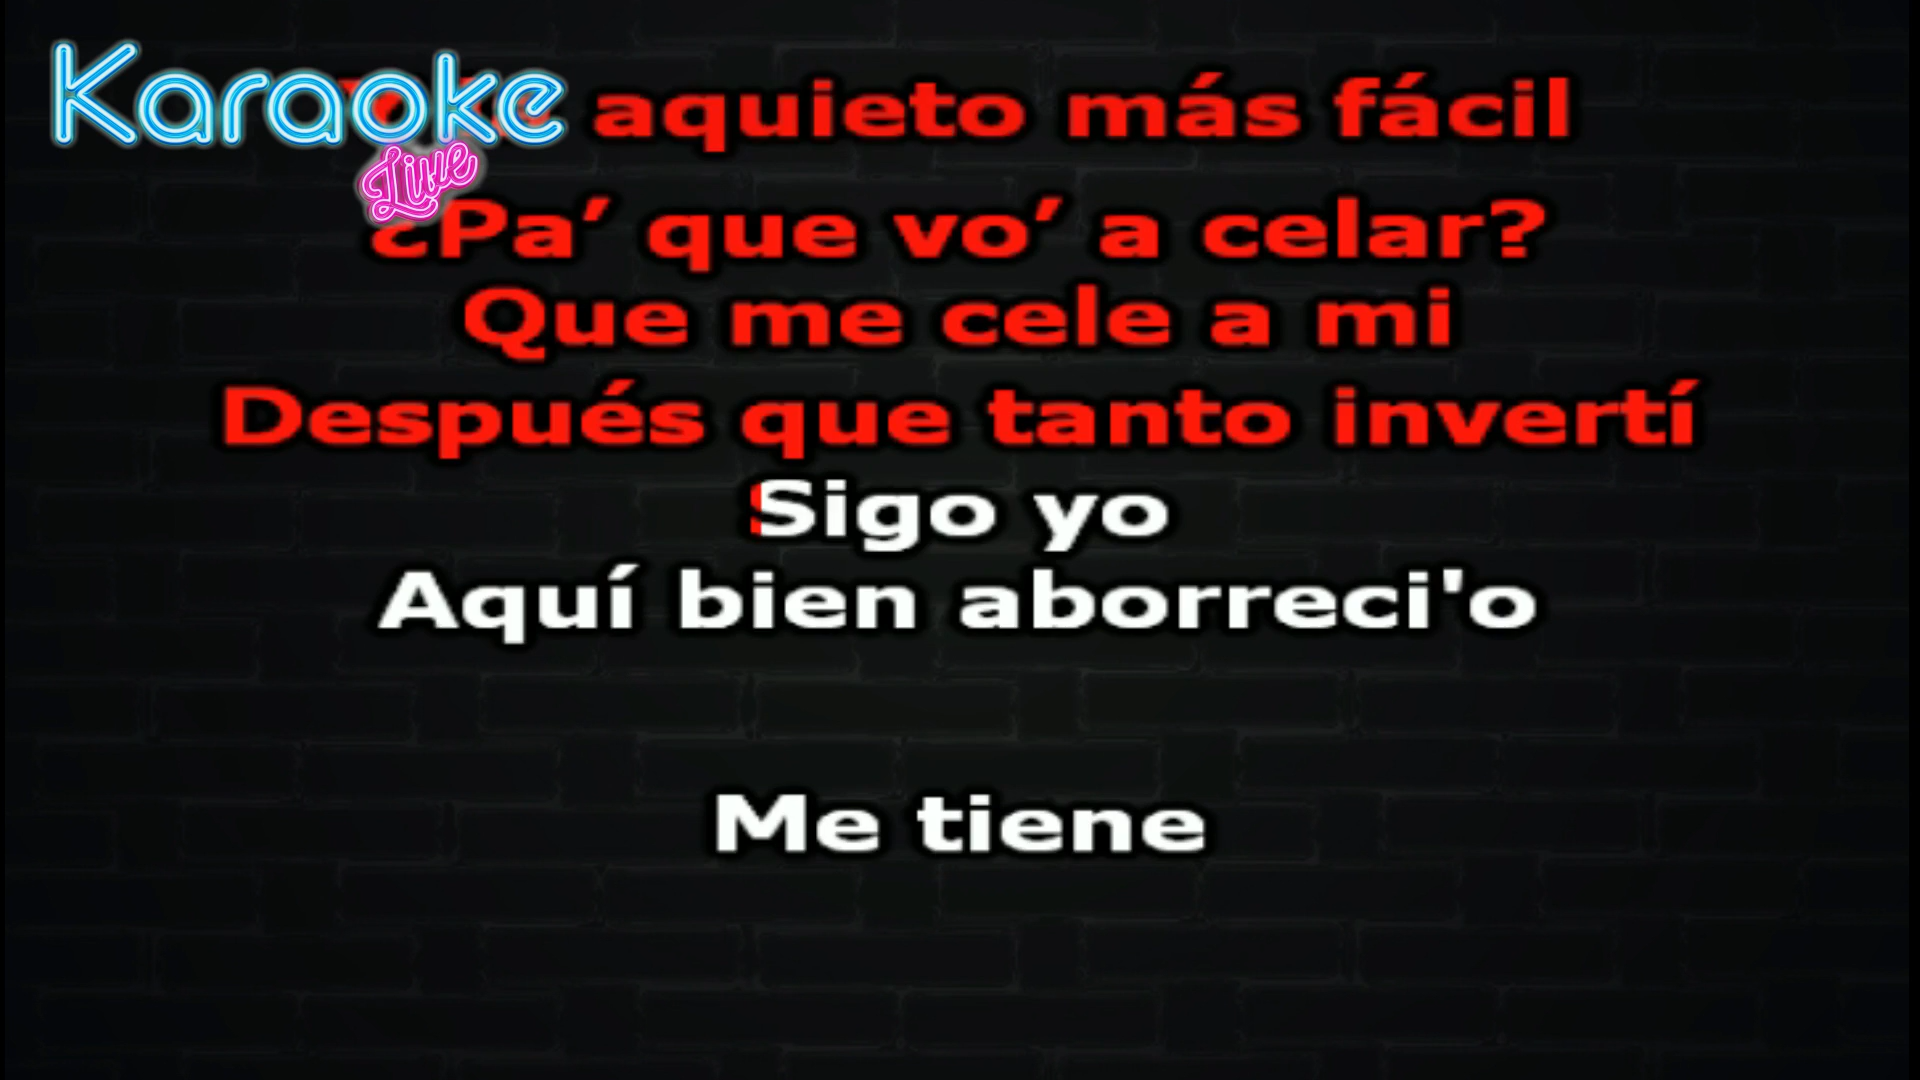 Karaoke
Live
aquieto más fácil
¿Pa’ que vo’ a celar?
Que me cele a mi
Después que tanto invertí
Sigo yo
Aquí bien aborreci'o
Me tiene